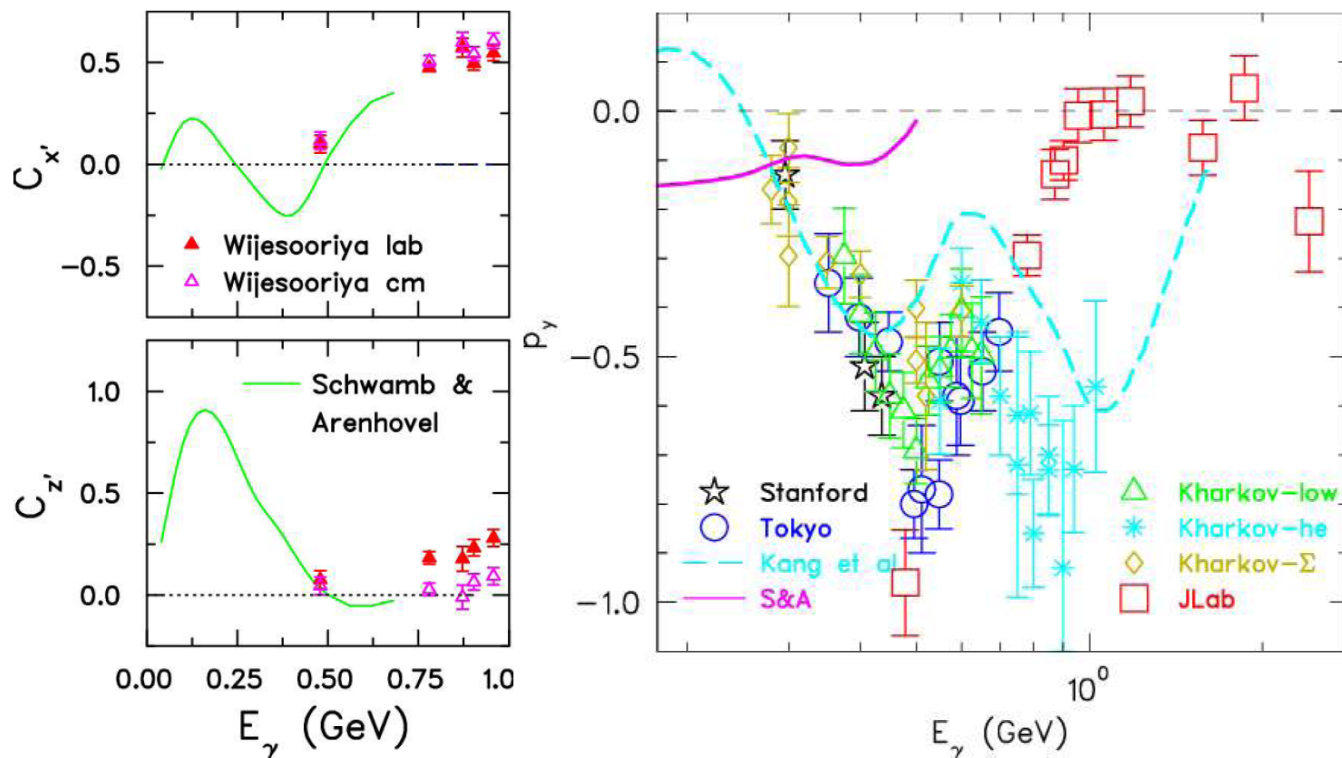 C_x'
0.5
0.0
−0.5
Wijesooriya lab
Wijesooriya cm
C_z'
1.0
0.5
0.0
Schwamb &
Arenhovel
0.00 0.25 0.50 0.75 1.0
E_γ (GeV)
p_y
0.0
−0.5
−1.0
Stanford
Tokyo
Kang et al
S&A
Kharkov−low
Kharkov−he
Kharkov−Σ
JLab
10⁰
E_γ (GeV)